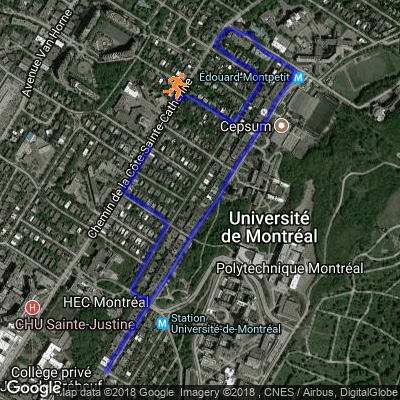 Avenue Van Horne
Édouard-Montpetit
M
Cepsum
Chemin de la Côte-Sainte-Catherine
Université
de Montréal
Polytechnique Montréal
HEC Montréal
H
CHU Sainte-Justine
M
Station
Université-de-Montréal
Collège privé
Google
Map data ©2018 Google Imagery ©2018 , CNES / Airbus, DigitalGlobe